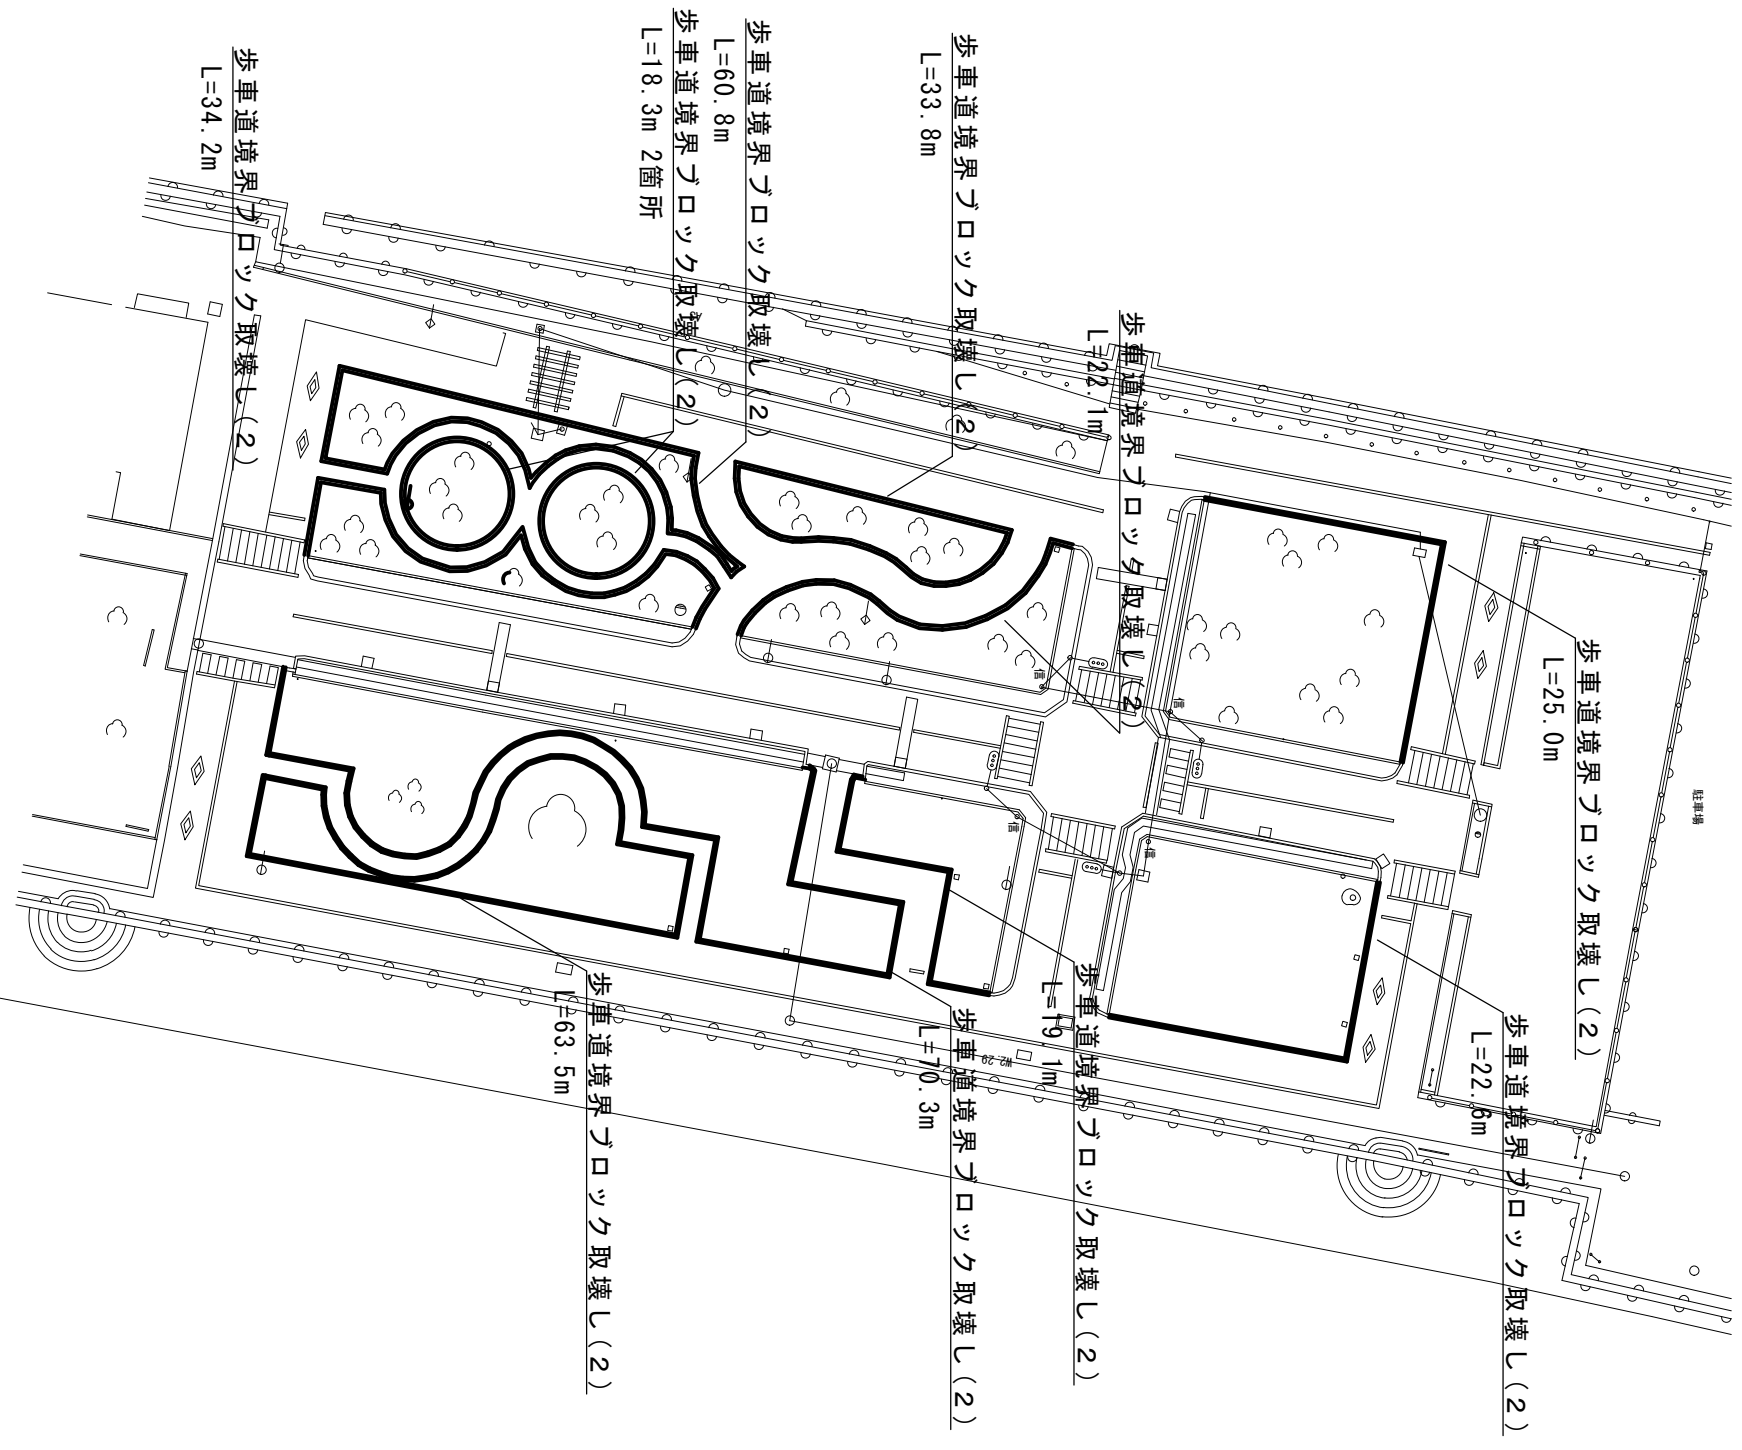 歩車道境界ブロック取壊し(2)
L=34.2m
歩車道境界ブロック取壊し(2)
L=18.3m 2箇所
歩車道境界ブロック取壊し(2)
L=60.8m
歩車道境界ブロック取壊し(2)
L=33.8m
歩車道境界ブロック取壊し(2)
L=22.1m
歩車道境界ブロック取壊し(2)
L=25.0m
駐車場
信
信
信
信
歩車道境界ブロック取壊し(2)
L=63.5m
歩車道境界ブロック取壊し(2)
L=70.3m
歩車道境界ブロック取壊し(2)
L=19.1m
歩車道境界ブロック取壊し(2)
L=22.6m